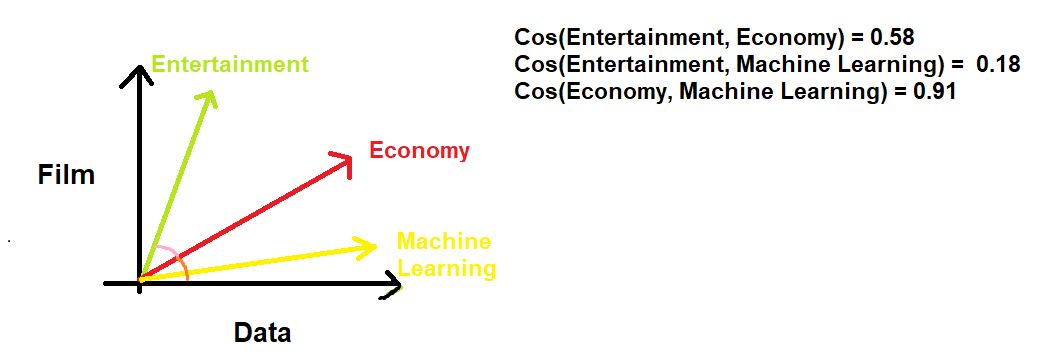 Cos(Entertainment, Economy) = 0.58
Cos(Entertainment, Machine Learning) =  0.18
Cos(Economy, Machine Learning) = 0.91
Entertainment
Economy
Film
Machine
Learning
Data